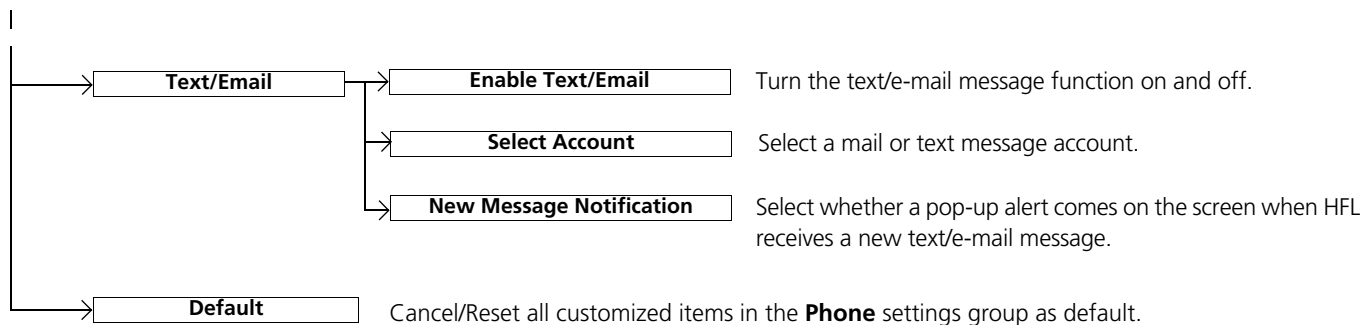 Text/Email
Enable Text/Email
Turn the text/e-mail message function on and off.
Select Account
Select a mail or text message account.
New Message Notification
Select whether a pop-up alert comes on the screen when HFL
receives a new text/e-mail message.
Default
Cancel/Reset all customized items in the Phone settings group as default.